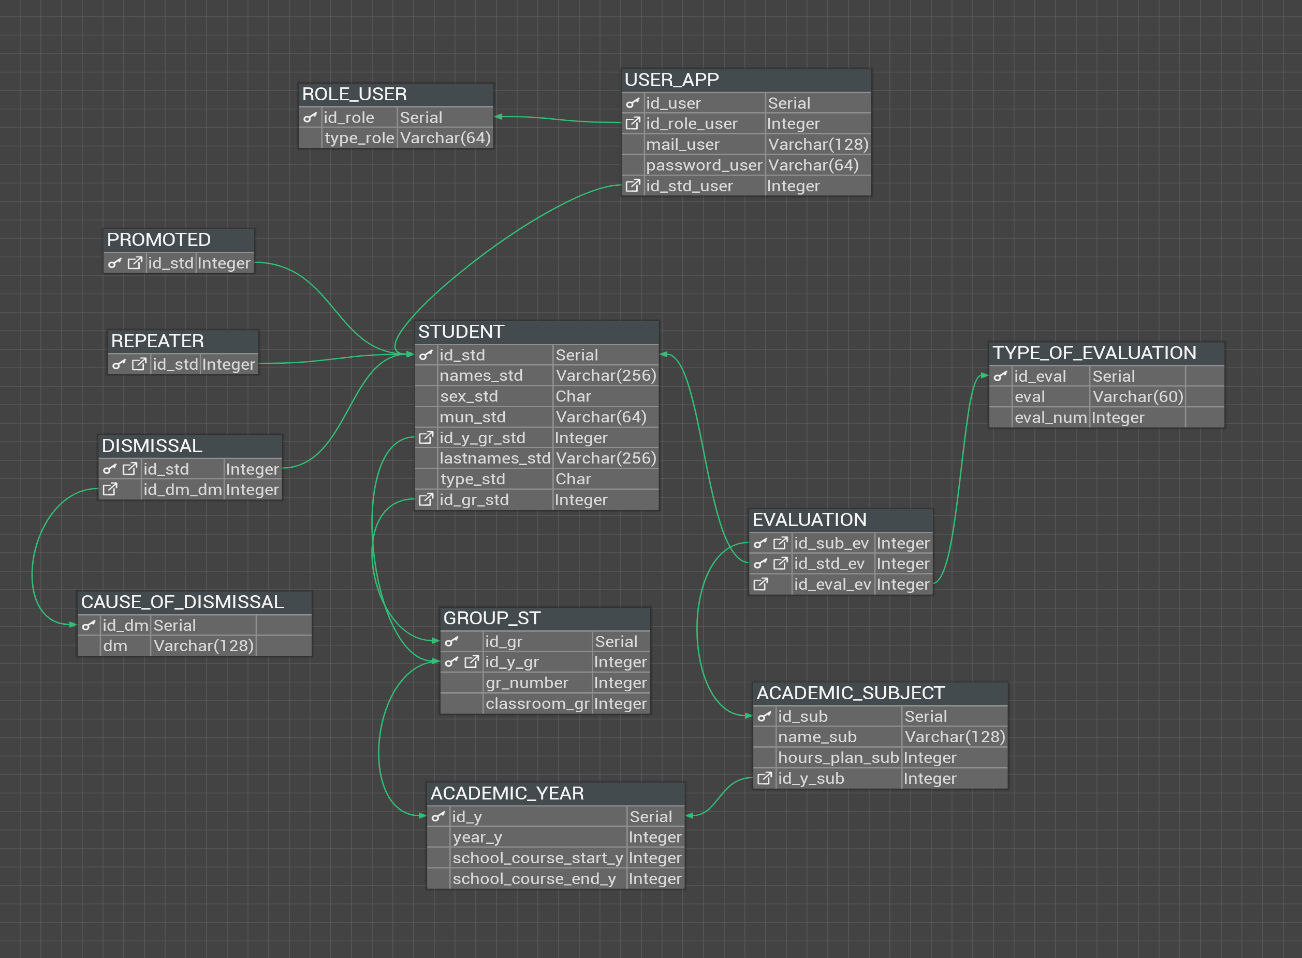 ROLE_USER
id_role Serial
type_role Varchar(64)
USER_APP
id_user Serial
id_role_user Integer
mail_user Varchar(128)
password_user Varchar(64)
id_std_user Integer
PROMOTED
id_std Integer
REPEATER
id_std Integer
DISMISSAL
id_std Integer
id_dm_dm Integer
CAUSE_OF_DISMISSAL
id_dm Serial
dm Varchar(128)
STUDENT
id_std Serial
names_std Varchar(256)
sex_std Char
mun_std Varchar(64)
id_y_gr_std Integer
lastnames_std Varchar(256)
type_std Char
id_gr_std Integer
GROUP_ST
id_gr Serial
id_y_gr Integer
gr_number Integer
classroom_gr Integer
ACADEMIC_YEAR
id_y Serial
year_y Integer
school_course_start_y Integer
school_course_end_y Integer
TYPE_OF_EVALUATION
id_eval Serial
eval Varchar(60)
eval_num Integer
EVALUATION
id_sub_ev Integer
id_std_ev Integer
id_eval_ev Integer
ACADEMIC_SUBJECT
id_sub Serial
name_sub Varchar(128)
hours_plan_sub Integer
id_y_sub Integer